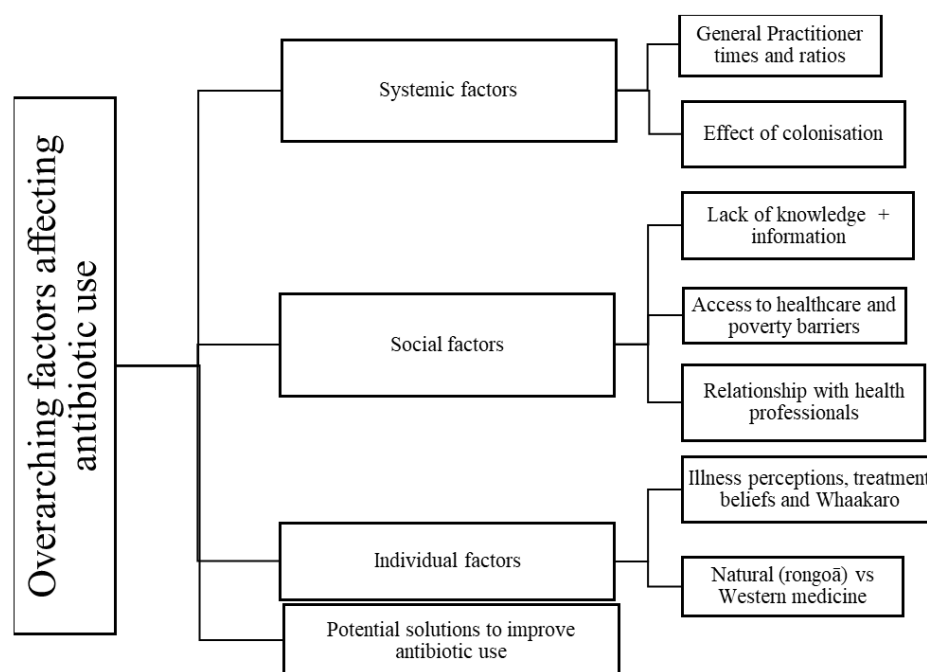 Overarching factors affecting
antibiotic use
Systemic factors
General Practitioner
times and ratios
Effect of colonisation
Social factors
Lack of knowledge +
information
Access to healthcare and
poverty barriers
Relationship with health
professionals
Individual factors
Illness perceptions, treatment
beliefs and Whaakaro
Natural (rongoā) vs
Western medicine
Potential solutions to improve
antibiotic use